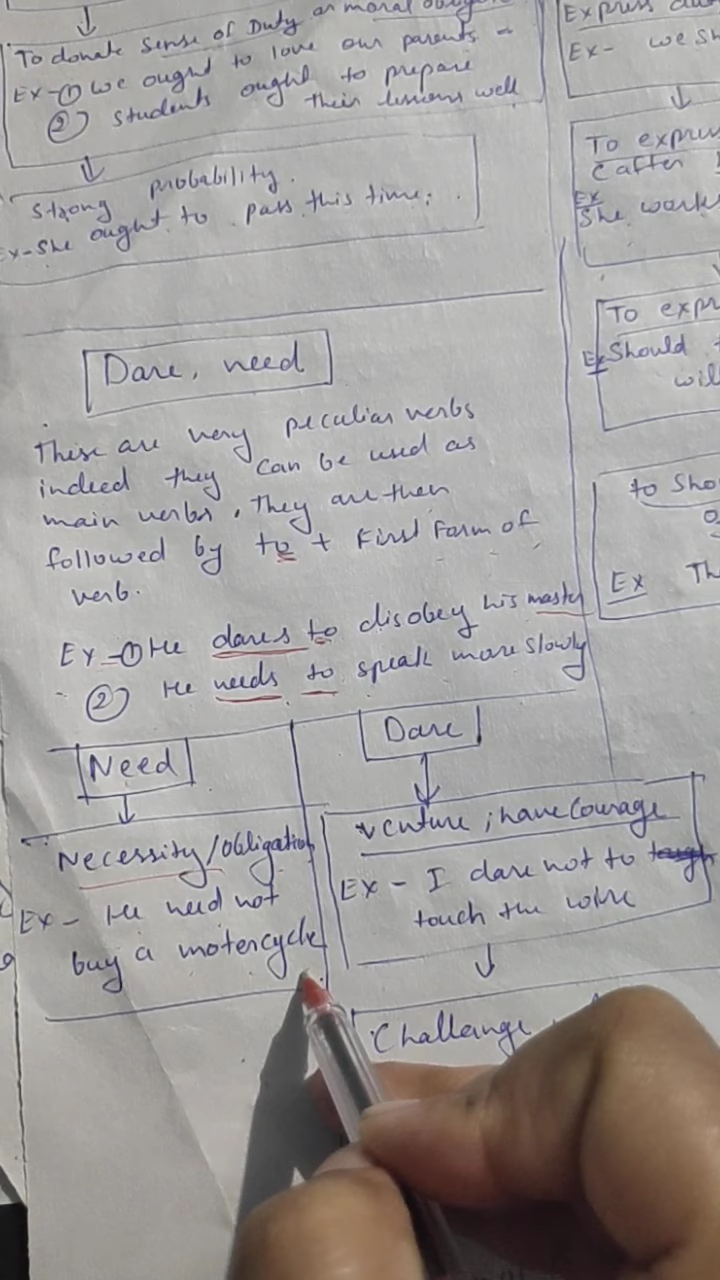 To donate Sense of Duty or moral
Ex-① we ought to love our parents -
② students ought to prepare
their lessons well
Strong probability.
Ex-She ought to pass this time.
Dare, need
These are very peculiar verbs
indeed they can be used as
main verbs. They are then
followed by to + First Form of
verb.
Ex-① He dares to disobey his master
② He needs to speak more slowly
Need
Necessity/obligation
Ex- He need not
buy a motercycle
Dare
venture ; have courage
Ex - I dare not to
touch the wire
Challange
Express
Ex- we sh
To expres
(after
Ex
She work
To expr
Ex Should
wil
to Sho
Ex Th